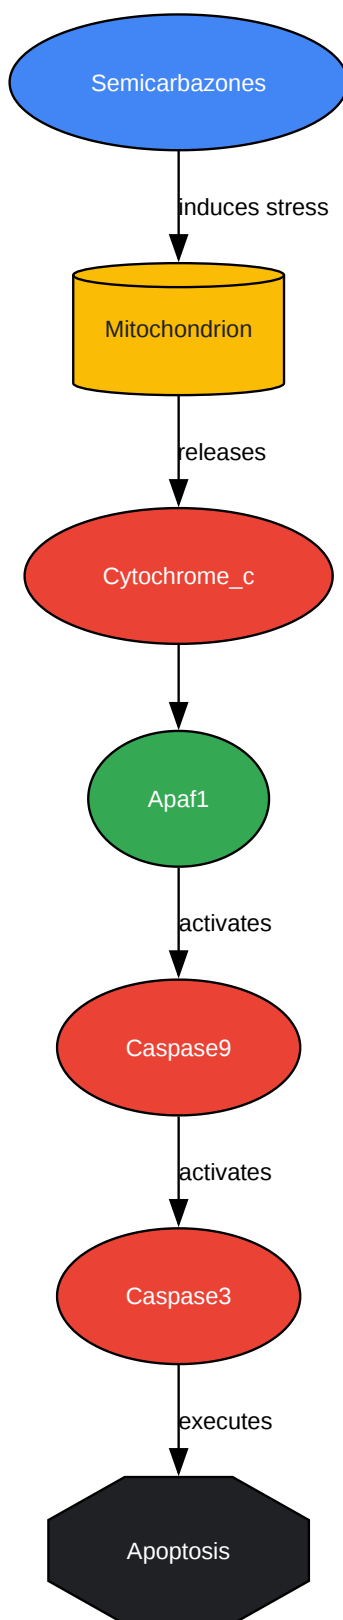 Semicarbazones
induces stress
Mitochondrion
releases
Cytochrome_c
Apaf1
activates
Caspase9
activates
Caspase3
executes
Apoptosis